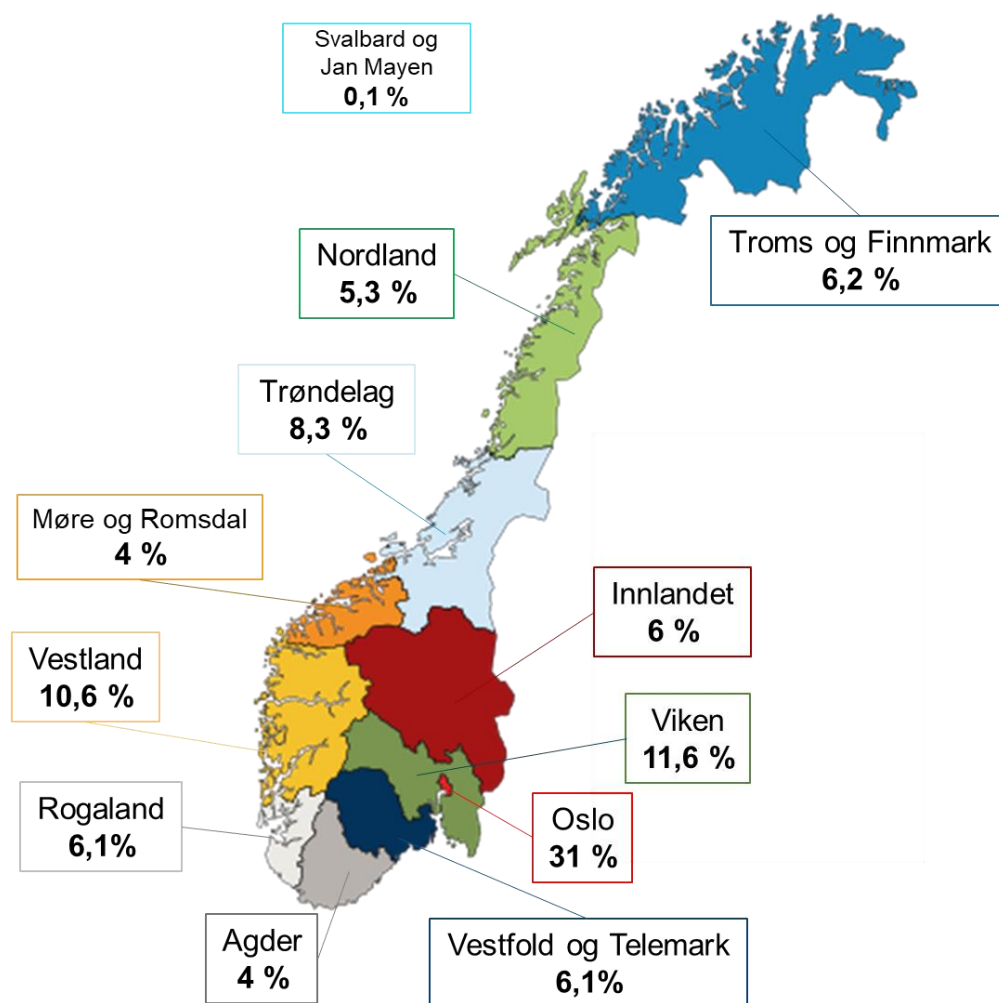 Svalbard og
Jan Mayen
0,1 %
Troms og Finnmark
6,2 %
Nordland
5,3 %
Trøndelag
8,3 %
Møre og Romsdal
4 %
Innlandet
6 %
Vestland
10,6 %
Viken
11,6 %
Rogaland
6,1%
Oslo
31 %
Agder
4 %
Vestfold og Telemark
6,1%